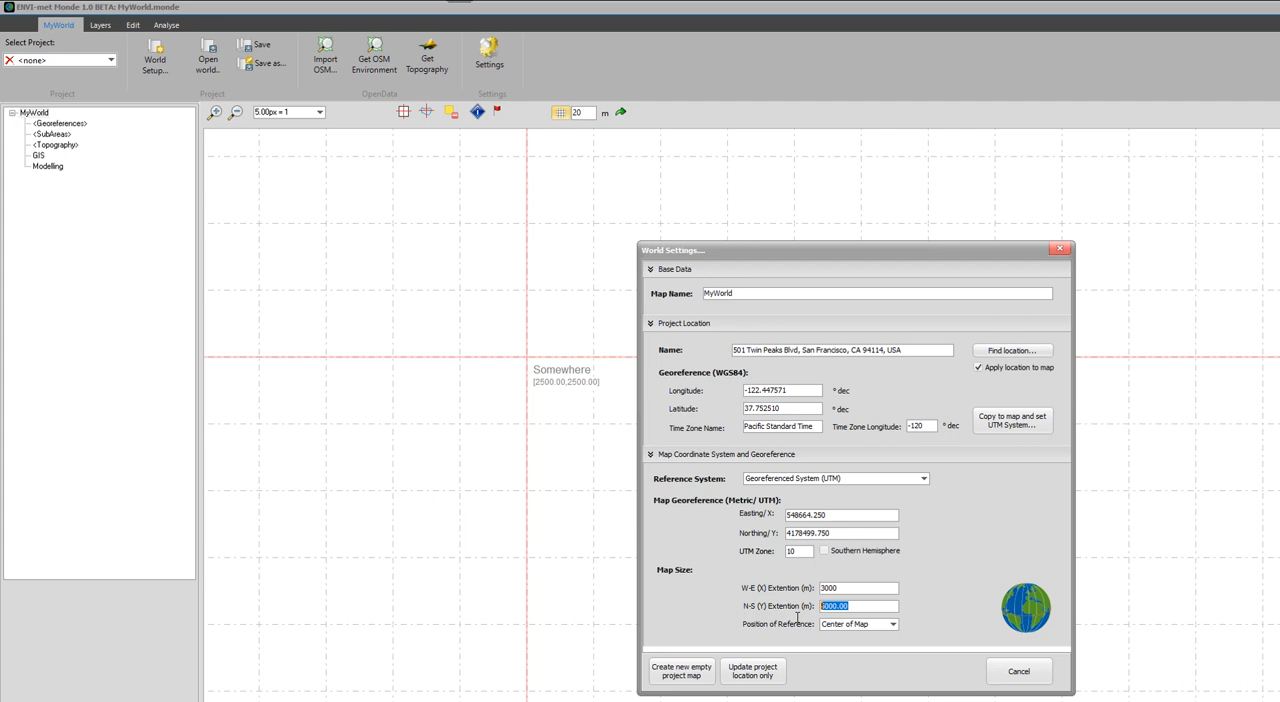 ENVI-met Monde 1.0 BETA: MyWorld.monde
MyWorld Layers Edit Analyse
Select Project:
<none>
World Setup...
Open world..
Save
Save as...
Import OSM...
Get OSM Environment
Get Topography
Settings
Project Project OpenData Settings
5.00px = 1
20 m
MyWorld
<Georeferences>
<SubAreas>
<Topography>
GIS
Modelling
Somewhere
[2500.00,2500.00]
World Settings....
Base Data
Map Name: MyWorld
Project Location
Name: 501 Twin Peaks Blvd, San Francisco, CA 94114, USA Find location...
Apply location to map
Georeference (WGS84):
Longitude: -122.447571 ° dec
Latitude: 37.752510 ° dec
Copy to map and set UTM System...
Time Zone Name: Pacific Standard Time Time Zone Longitude: -120 ° dec
Map Coordinate System and Georeference
Reference System: Georeferenced System (UTM)
Map Georeference (Metric/ UTM):
Easting/ X: 548664.250
Northing/ Y: 4178499.750
UTM Zone: 10 Southern Hemisphere
Map Size:
W-E (X) Extention (m): 3000
N-S (Y) Extention (m):
Position of Reference: Center of Map
Create new empty project map
Update project location only
Cancel